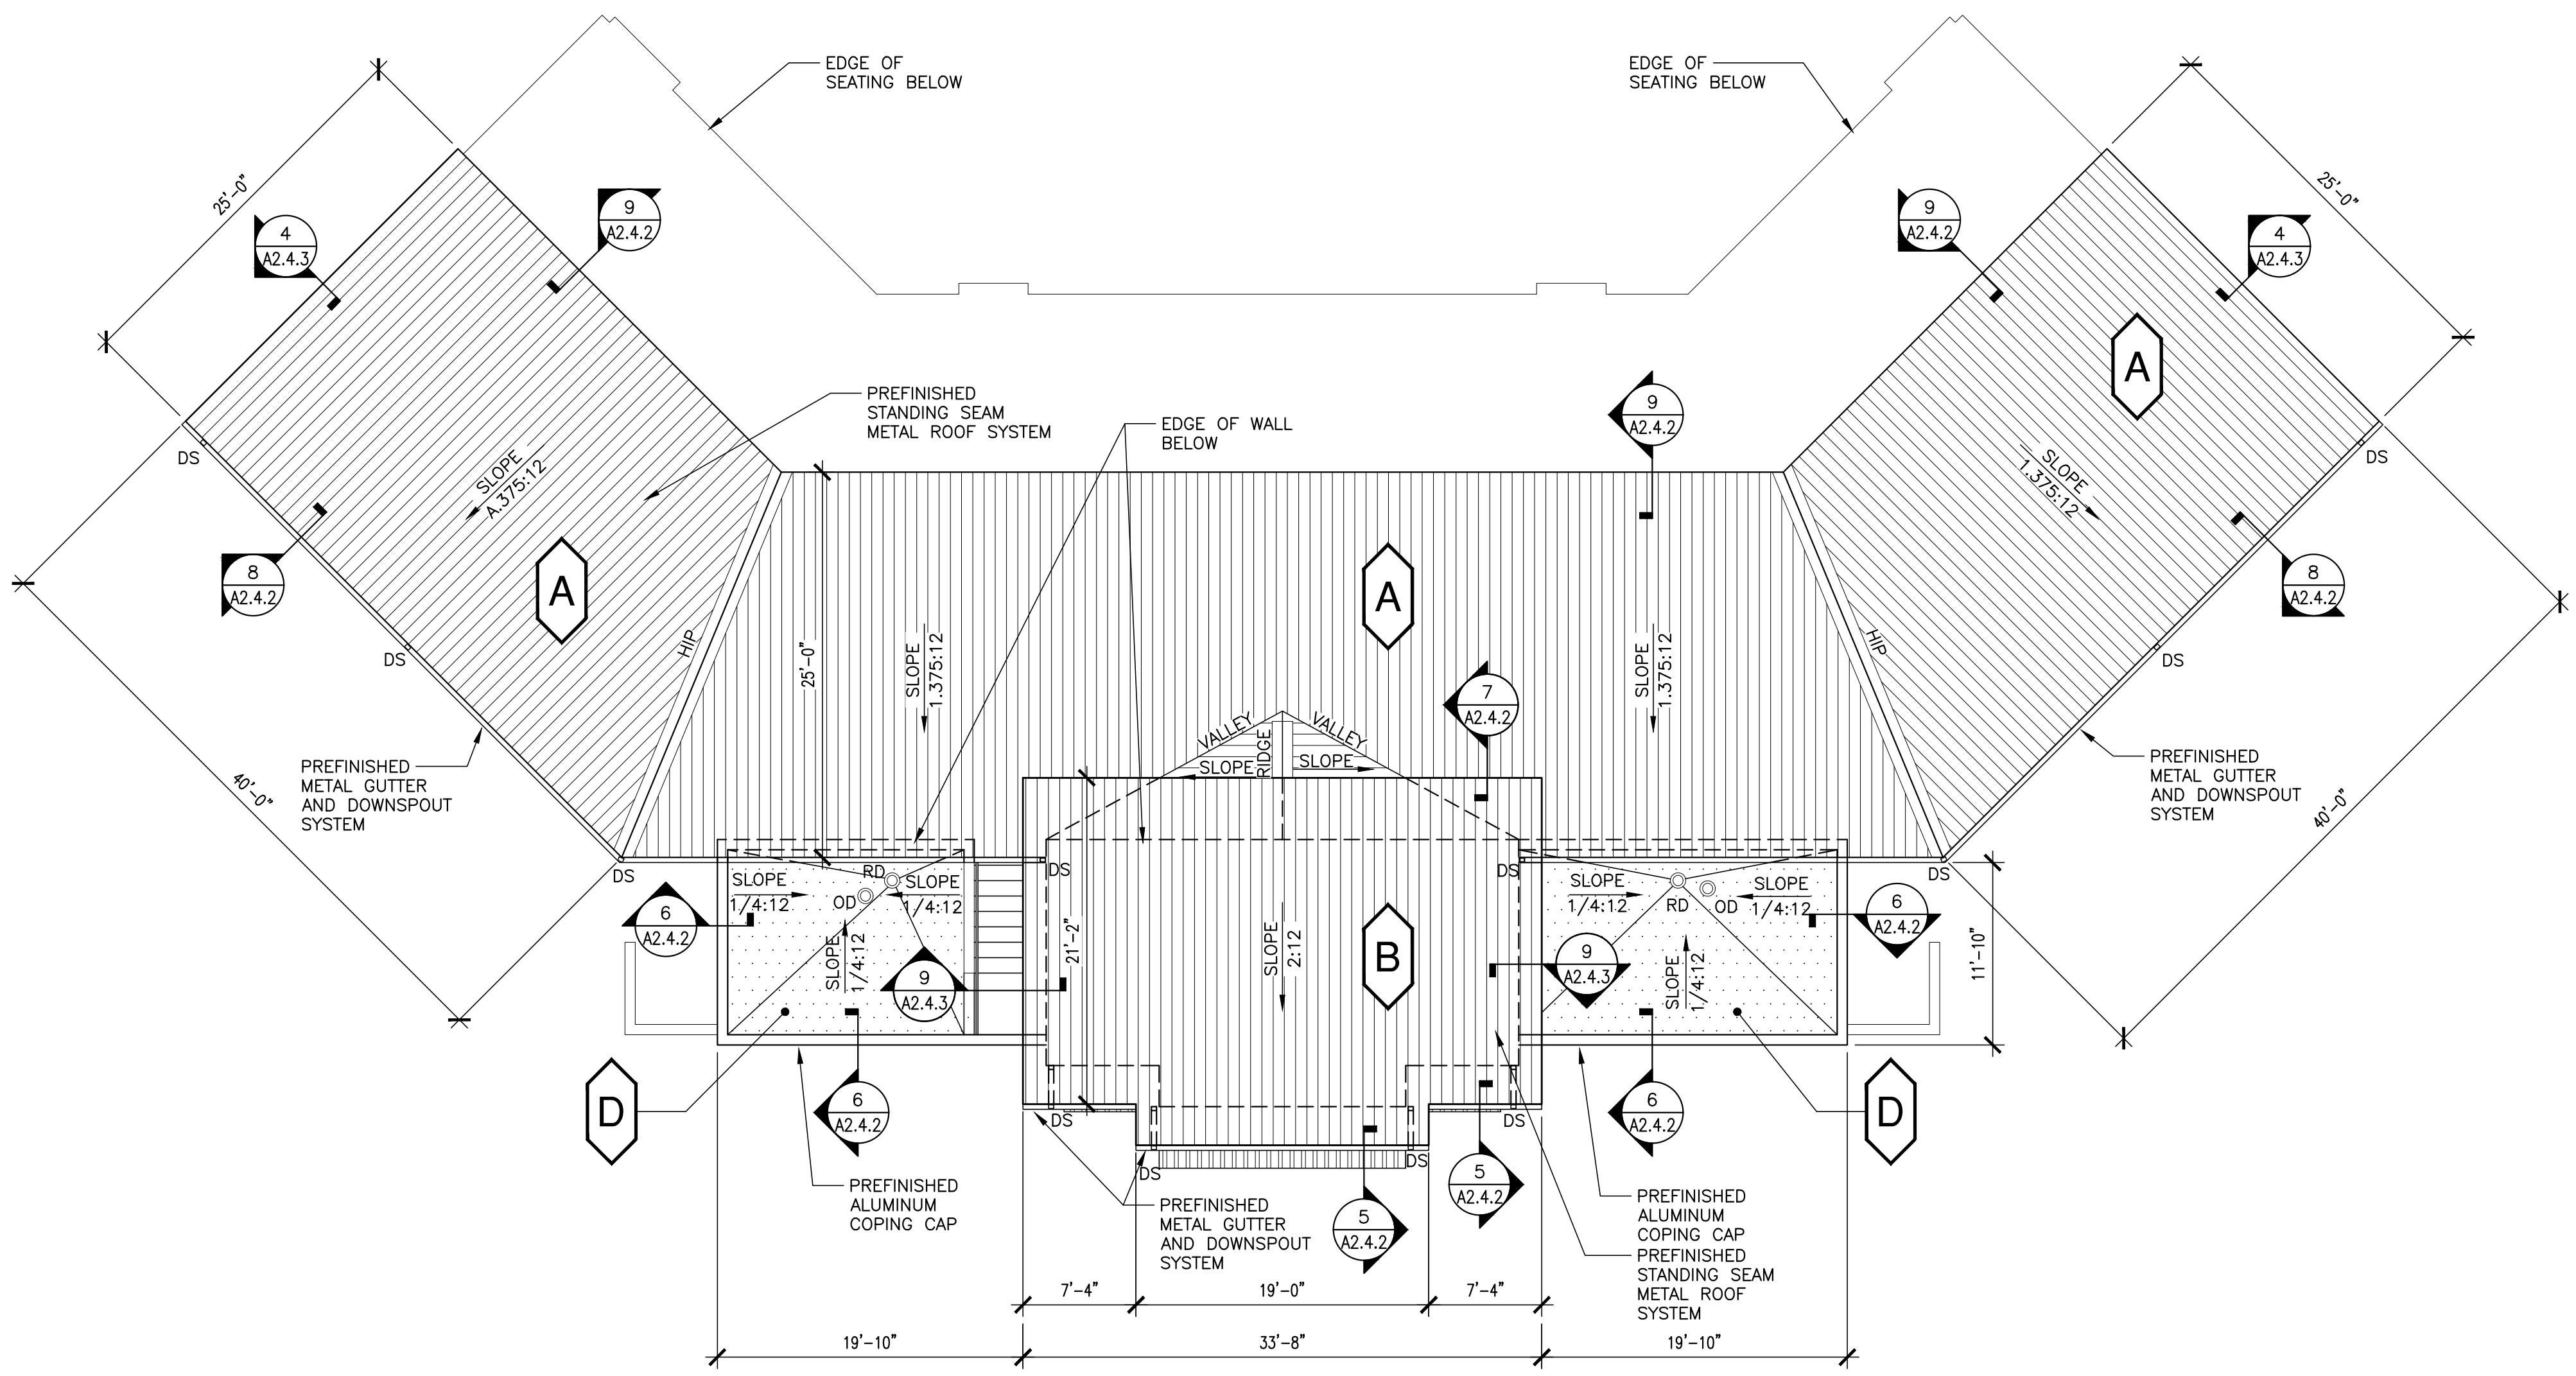 EDGE OF
SEATING BELOW
EDGE OF
SEATING BELOW
25'-0"
25'-0"
4
A2.4.3
9
A2.4.2
9
A2.4.2
4
A2.4.3
A
PREFINISHED
STANDING SEAM
METAL ROOF SYSTEM
EDGE OF WALL
BELOW
9
A2.4.2
DS
DS
SLOPE
A.375:12
SLOPE
1.375:12
8
A2.4.2
A
A
8
A2.4.2
DS
HIP
25'-0"
SLOPE
1.375:12
SLOPE
1.375:12
HIP
DS
7
A2.4.2
VALLEY
RIDGE
VALLEY
SLOPE
SLOPE
40'-0"
PREFINISHED
METAL GUTTER
AND DOWNSPOUT
SYSTEM
PREFINISHED
METAL GUTTER
AND DOWNSPOUT
SYSTEM
40'-0"
DS
RD
DS
DS
DS
SLOPE
1/4:12
OD
SLOPE
1/4:12
SLOPE
1/4:12
RD
OD
SLOPE
1/4:12
6
A2.4.2
6
A2.4.2
SLOPE
1/4:12
9
A2.4.3
21'-2"
SLOPE
2:12
B
9
A2.4.3
SLOPE
1/4:12
11'-10"
D
6
A2.4.2
DS
DS
6
A2.4.2
D
DS
DS
PREFINISHED
ALUMINUM
COPING CAP
PREFINISHED
METAL GUTTER
AND DOWNSPOUT
SYSTEM
5
A2.4.2
5
A2.4.2
PREFINISHED
ALUMINUM
COPING CAP
PREFINISHED
STANDING SEAM
METAL ROOF
SYSTEM
7'-4"
19'-0"
7'-4"
19'-10"
33'-8"
19'-10"